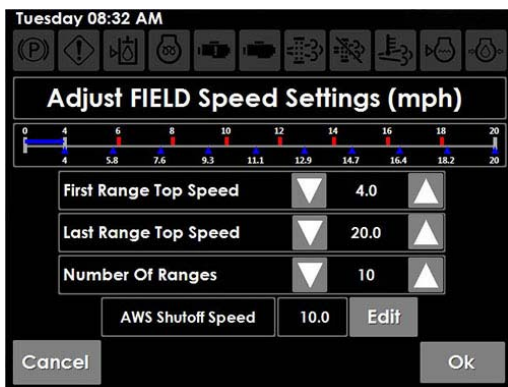 Tuesday 08:32 AM
(P)
Adjust FIELD Speed Settings (mph)
0 4 6 8 10 12 14 16 18 20
4 5.8 7.6 9.3 11.1 12.9 14.7 16.4 18.2 20
First Range Top Speed 4.0
Last Range Top Speed 20.0
Number Of Ranges 10
AWS Shutoff Speed 10.0 Edit
Cancel Ok